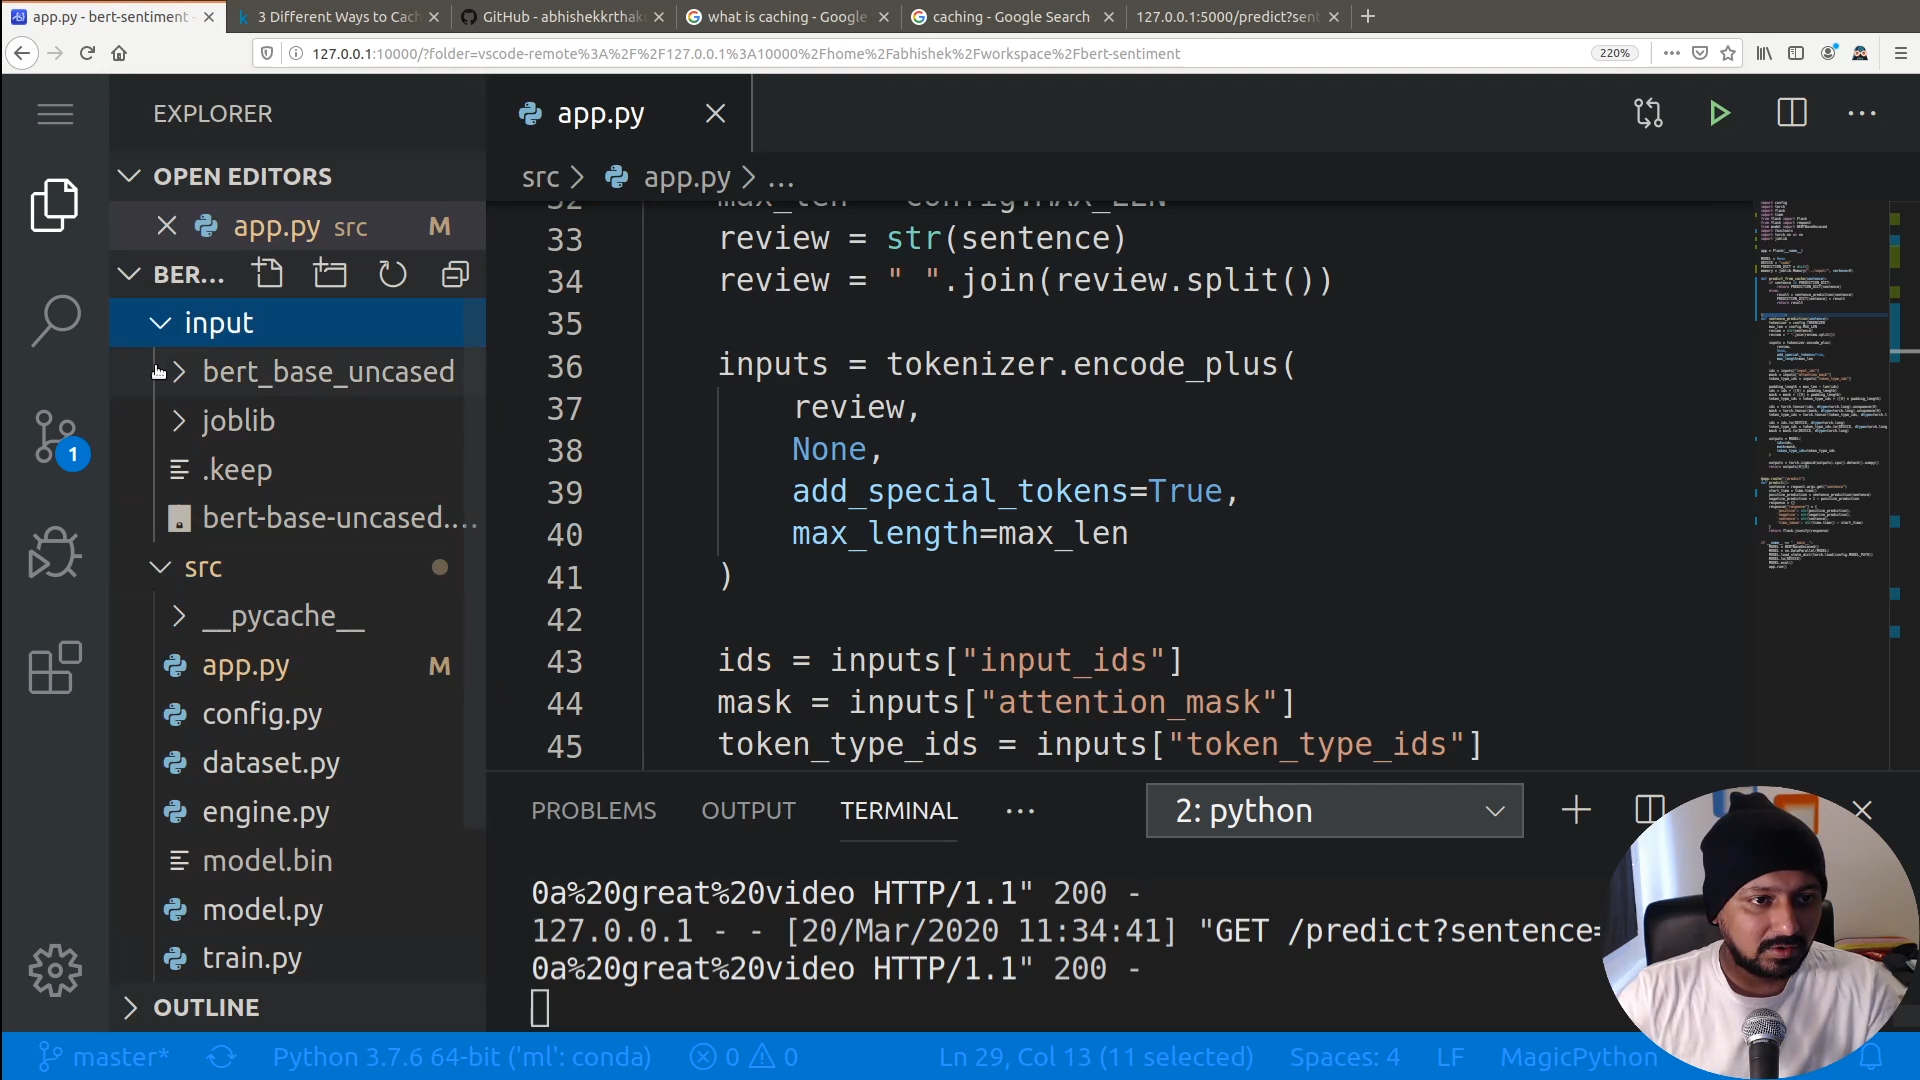 app.py - bert-sentiment -
3 Different Ways to Cach
GitHub - abhishekkrthak
what is caching - Google
caching - Google Search
127.0.0.1:5000/predict?sent
127.0.0.1:10000/?folder=vscode-remote%3A%2F%2F127.0.0.1%3A10000%2Fhome%2Fabhishek%2Fworkspace%2Fbert-sentiment
220%
EXPLORER
OPEN EDITORS
app.py src M
BER...
input
bert_base_uncased
joblib
.keep
bert-base-uncased....
src
__pycache__
app.py M
config.py
dataset.py
engine.py
model.bin
model.py
train.py
OUTLINE
1
app.py
src > app.py > ...
32 max_len = config.MAX_LEN
33 review = str(sentence)
34 review = " ".join(review.split())
35
36 inputs = tokenizer.encode_plus(
37 review,
38 None,
39 add_special_tokens=True,
40 max_length=max_len
41 )
42
43 ids = inputs["input_ids"]
44 mask = inputs["attention_mask"]
45 token_type_ids = inputs["token_type_ids"]
PROBLEMS OUTPUT TERMINAL ...
2: python
0a%20great%20video HTTP/1.1" 200 -
127.0.0.1 - - [20/Mar/2020 11:34:41] "GET /predict?sentence=
0a%20great%20video HTTP/1.1" 200 -
master* Python 3.7.6 64-bit ('ml': conda) 0 0 Ln 29, Col 13 (11 selected) Spaces: 4 LF MagicPython